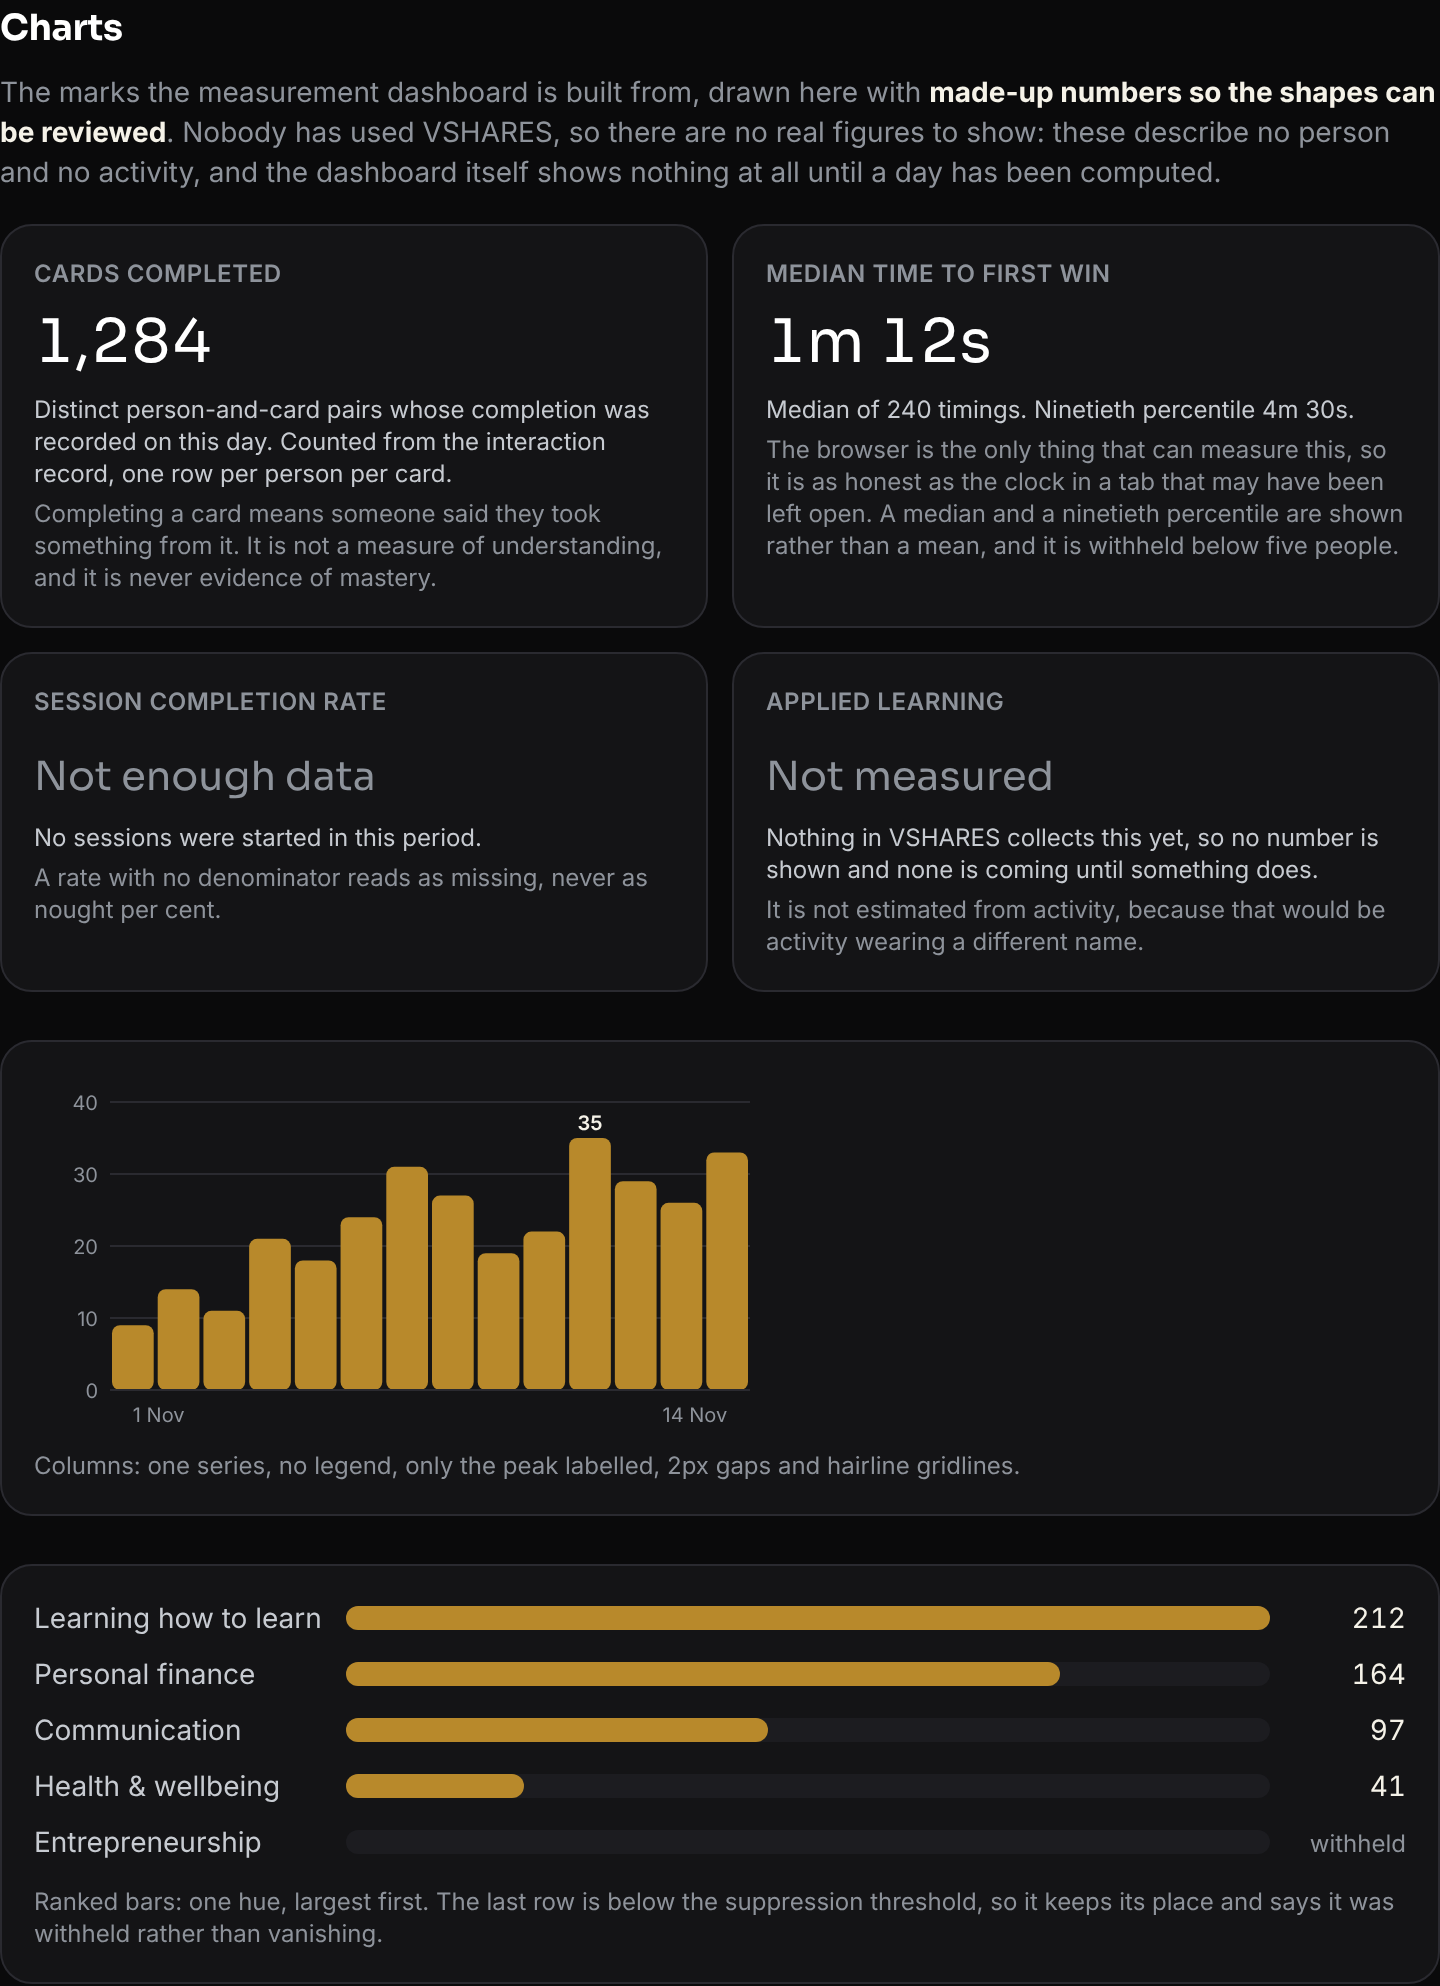 Charts
The marks the measurement dashboard is built from, drawn here with made-up numbers so the shapes can
be reviewed. Nobody has used VSHARES, so there are no real figures to show: these describe no person
and no activity, and the dashboard itself shows nothing at all until a day has been computed.
CARDS COMPLETED
1,284
Distinct person-and-card pairs whose completion was
recorded on this day. Counted from the interaction
record, one row per person per card.
Completing a card means someone said they took
something from it. It is not a measure of understanding,
and it is never evidence of mastery.
MEDIAN TIME TO FIRST WIN
1m 12s
Median of 240 timings. Ninetieth percentile 4m 30s.
The browser is the only thing that can measure this, so
it is as honest as the clock in a tab that may have been
left open. A median and a ninetieth percentile are shown
rather than a mean, and it is withheld below five people.
SESSION COMPLETION RATE
Not enough data
No sessions were started in this period.
A rate with no denominator reads as missing, never as
nought per cent.
APPLIED LEARNING
Not measured
Nothing in VSHARES collects this yet, so no number is
shown and none is coming until something does.
It is not estimated from activity, because that would be
activity wearing a different name.
40
35
30
20
10
0
1 Nov 14 Nov
Columns: one series, no legend, only the peak labelled, 2px gaps and hairline gridlines.
Learning how to learn 212
Personal finance 164
Communication 97
Health & wellbeing 41
Entrepreneurship withheld
Ranked bars: one hue, largest first. The last row is below the suppression threshold, so it keeps its place and says it was
withheld rather than vanishing.